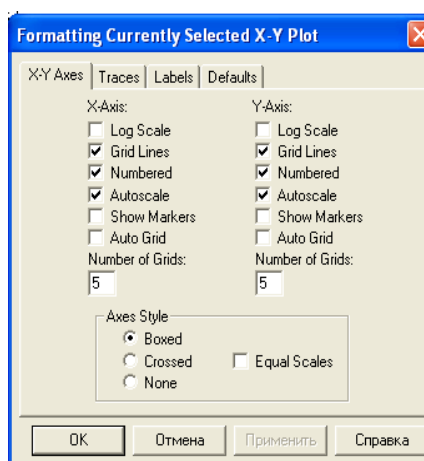 Formatting Currently Selected X-Y Plot
X-Y Axes Traces Labels Defaults
X-Axis: Y-Axis:
Log Scale Log Scale
Grid Lines Grid Lines
Numbered Numbered
Autoscale Autoscale
Show Markers Show Markers
Auto Grid Auto Grid
Number of Grids: Number of Grids:
5 5
Axes Style
Boxed
Crossed Equal Scales
None
OK Отмена Применить Справка